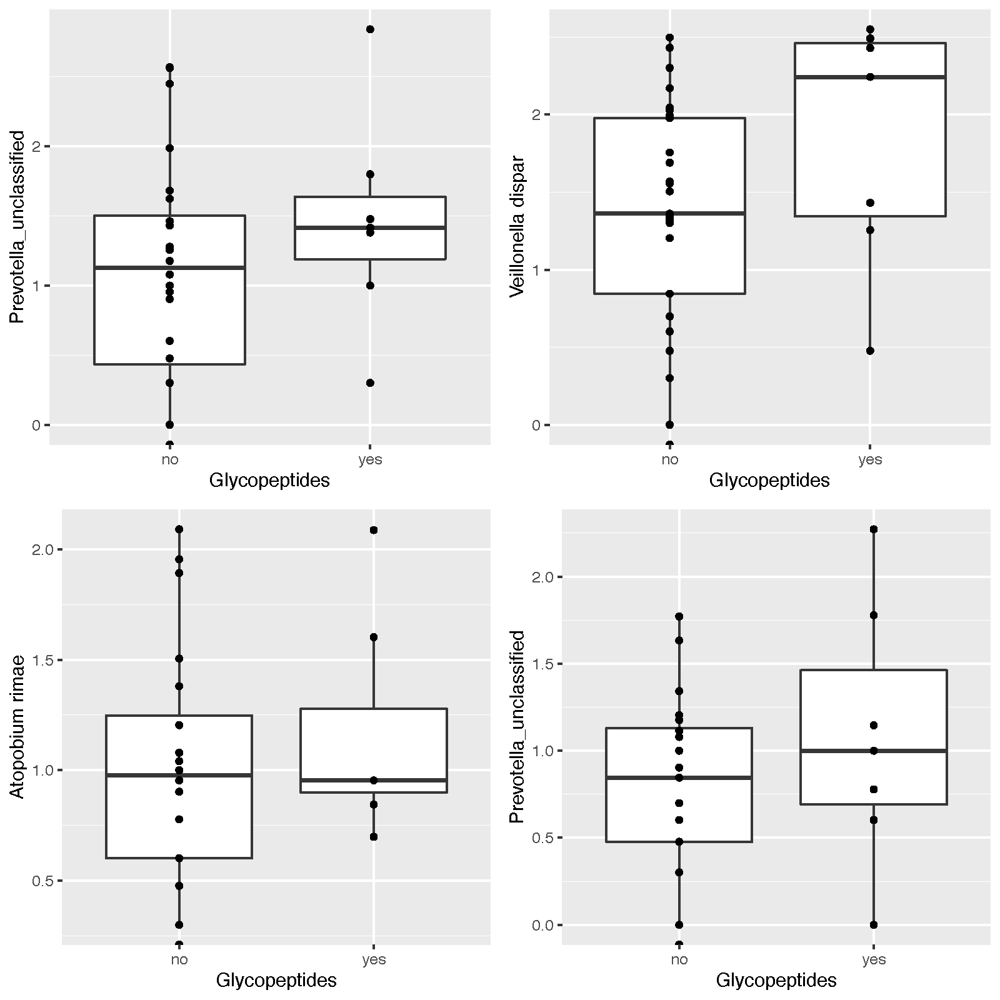 Prevotella_unclassified
2
1
0
no yes
Glycopeptides
Veillonella dispar
2
1
0
no yes
Glycopeptides
Atopobium rimae
2.0
1.5
1.0
0.5
no yes
Glycopeptides
Prevotella_unclassified
2.0
1.5
1.0
0.5
0.0
no yes
Glycopeptides